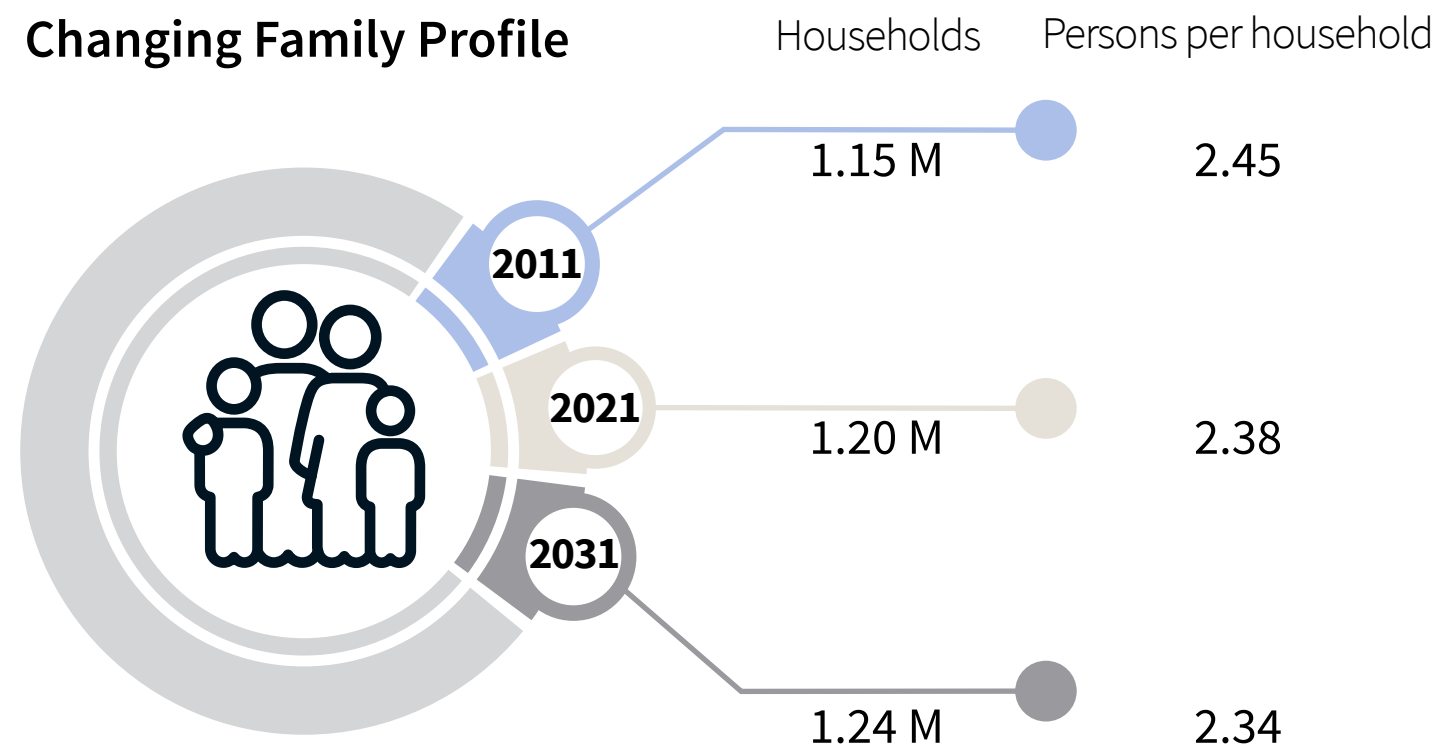 Changing Family Profile
Households
Persons per household
2011
1.15 M
2.45
2021
1.20 M
2.38
2031
1.24 M
2.34